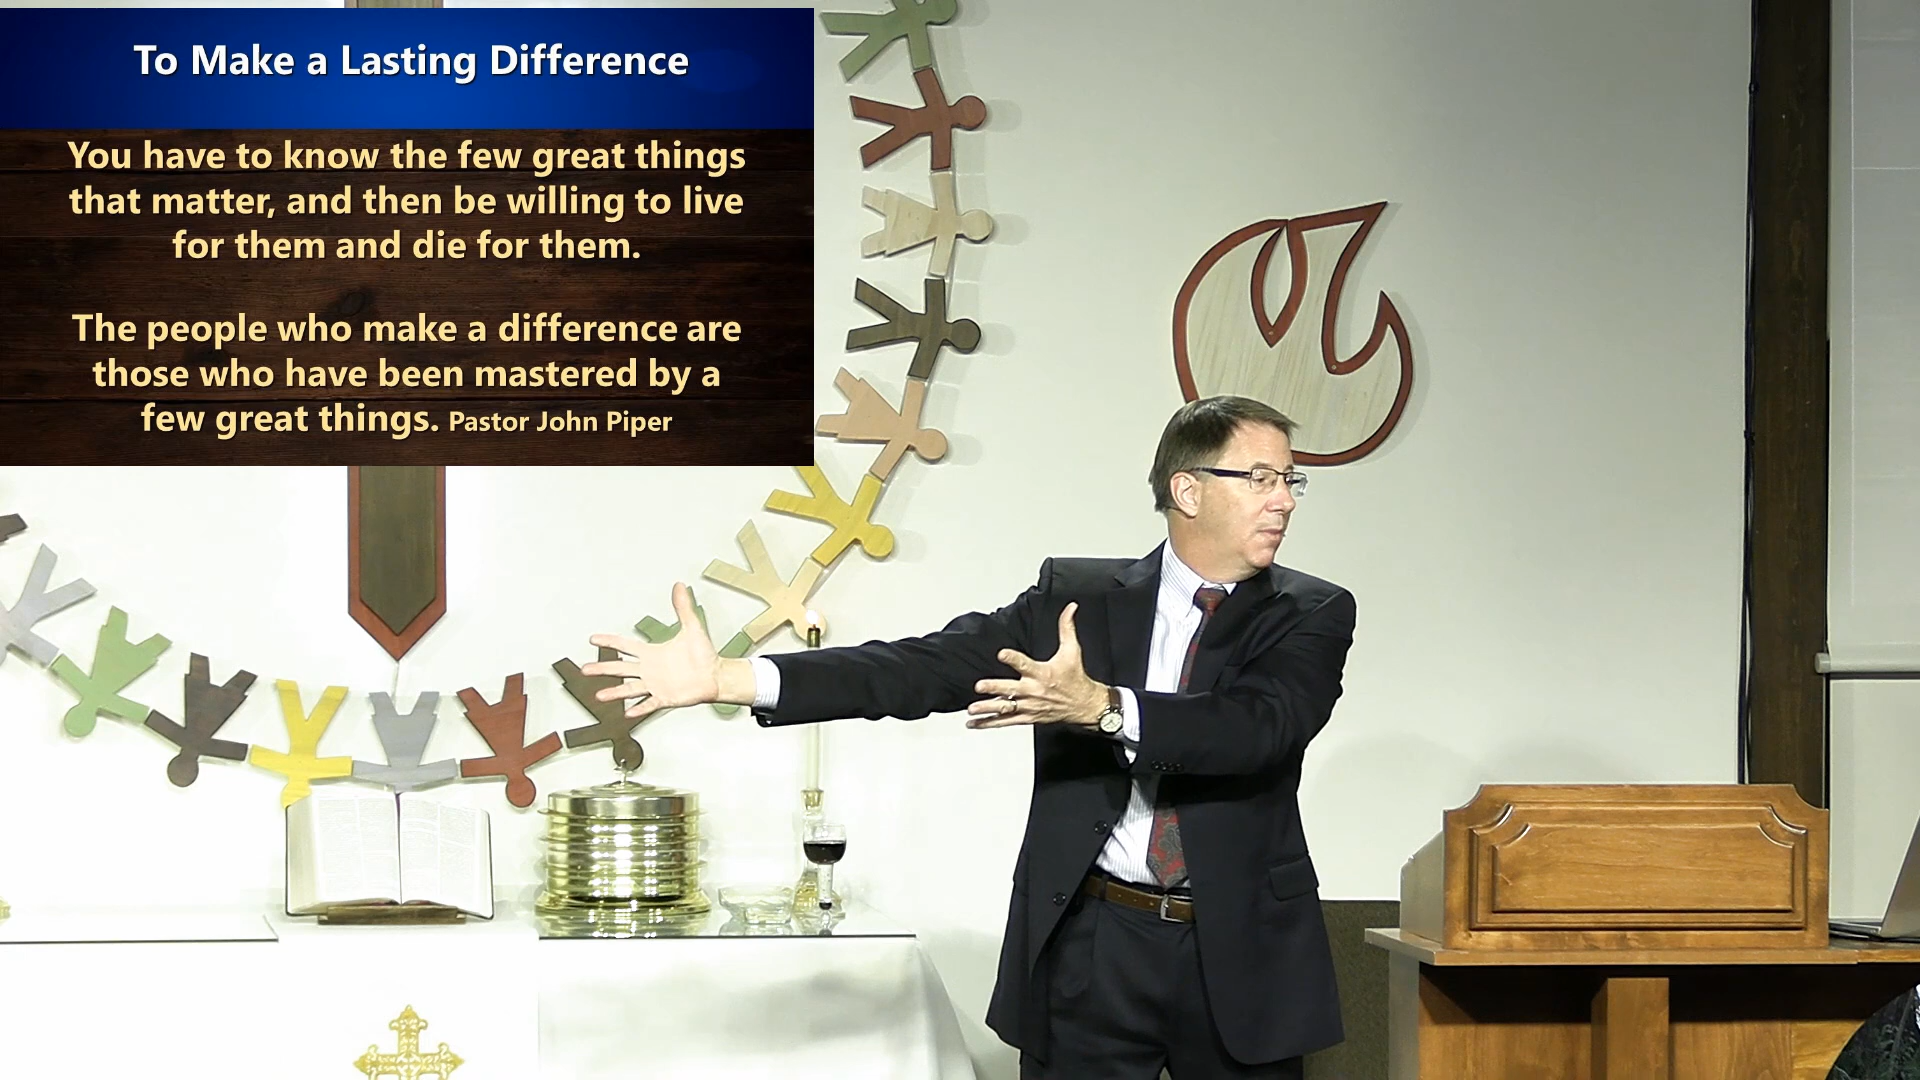 To Make a Lasting Difference
You have to know the few great things
that matter, and then be willing to live
for them and die for them.
The people who make a difference are
those who have been mastered by a
few great things. Pastor John Piper